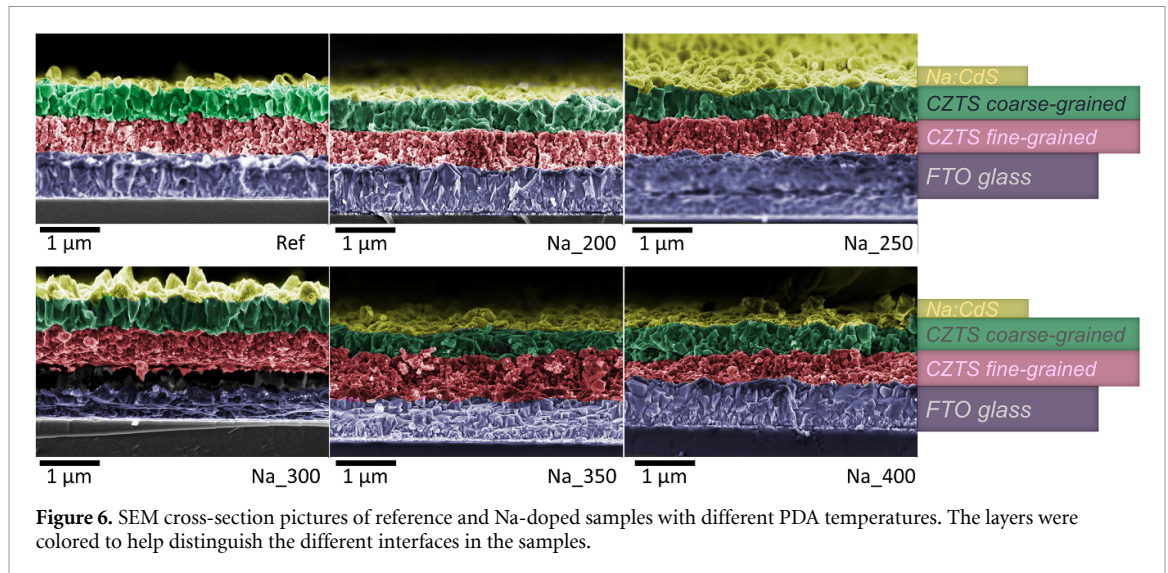 Na:CdS
CZTS coarse-grained
CZTS fine-grained
FTO glass
1 µm Ref
1 µm Na_200
1 µm Na_250
Na:CdS
CZTS coarse-grained
CZTS fine-grained
FTO glass
1 µm Na_300
1 µm Na_350
1 µm Na_400
Figure 6. SEM cross-section pictures of reference and Na-doped samples with different PDA temperatures. The layers were
colored to help distinguish the different interfaces in the samples.